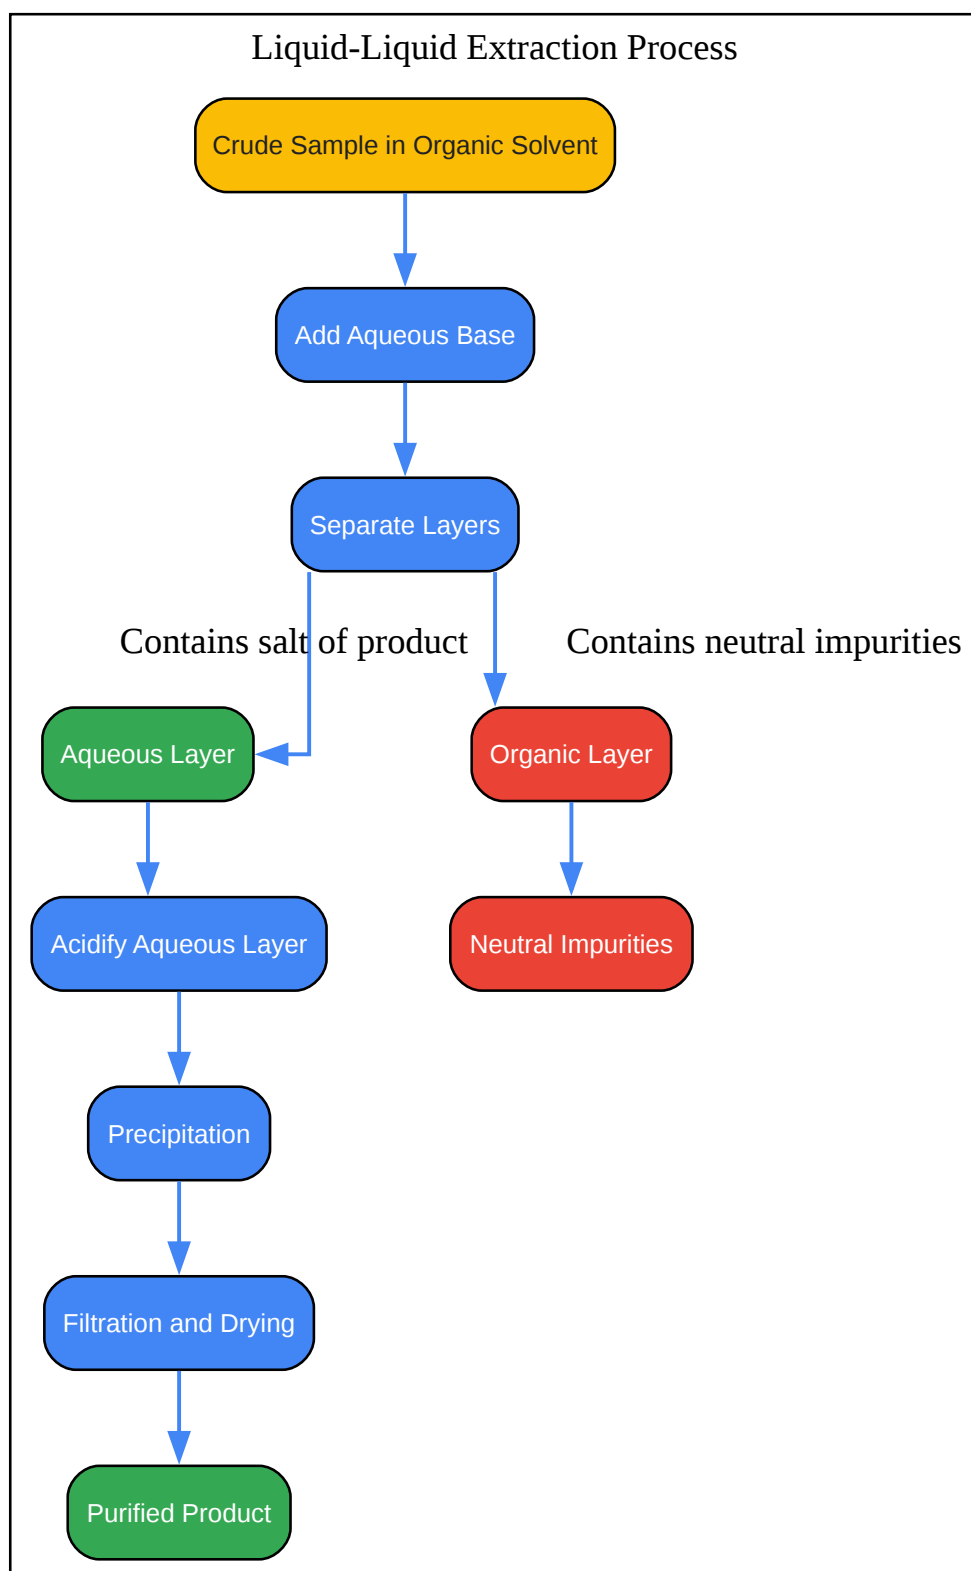 Liquid-Liquid Extraction Process
Crude Sample in Organic Solvent
Add Aqueous Base
Separate Layers
Contains salt of product
Contains neutral impurities
Aqueous Layer
Organic Layer
Acidify Aqueous Layer
Neutral Impurities
Precipitation
Filtration and Drying
Purified Product